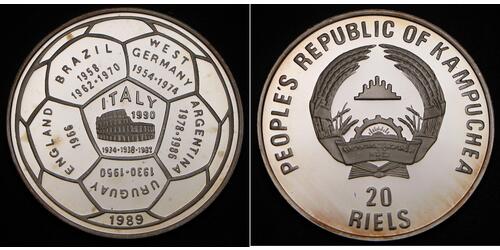 BRAZIL
1958
1962·1970
WEST
GERMANY
1954·1974
ARGENTINA
1978·1986
URUGUAY
1930·1950
ENGLAND
1966
ITALY
1990
1934·1938·1982
1989
PEOPLE'S REPUBLIC OF KAMPUCHEA
20
RIELS